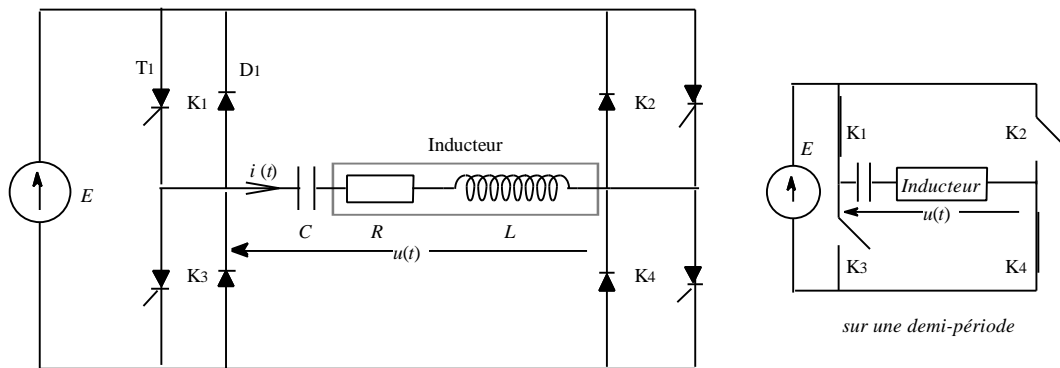 T1
D1
K1
K2
K1
K2
E
Inducteur
i (t)
E
Inducteur
C
R
L
u(t)
u(t)
K3
K4
K3
K4
sur une demi-période